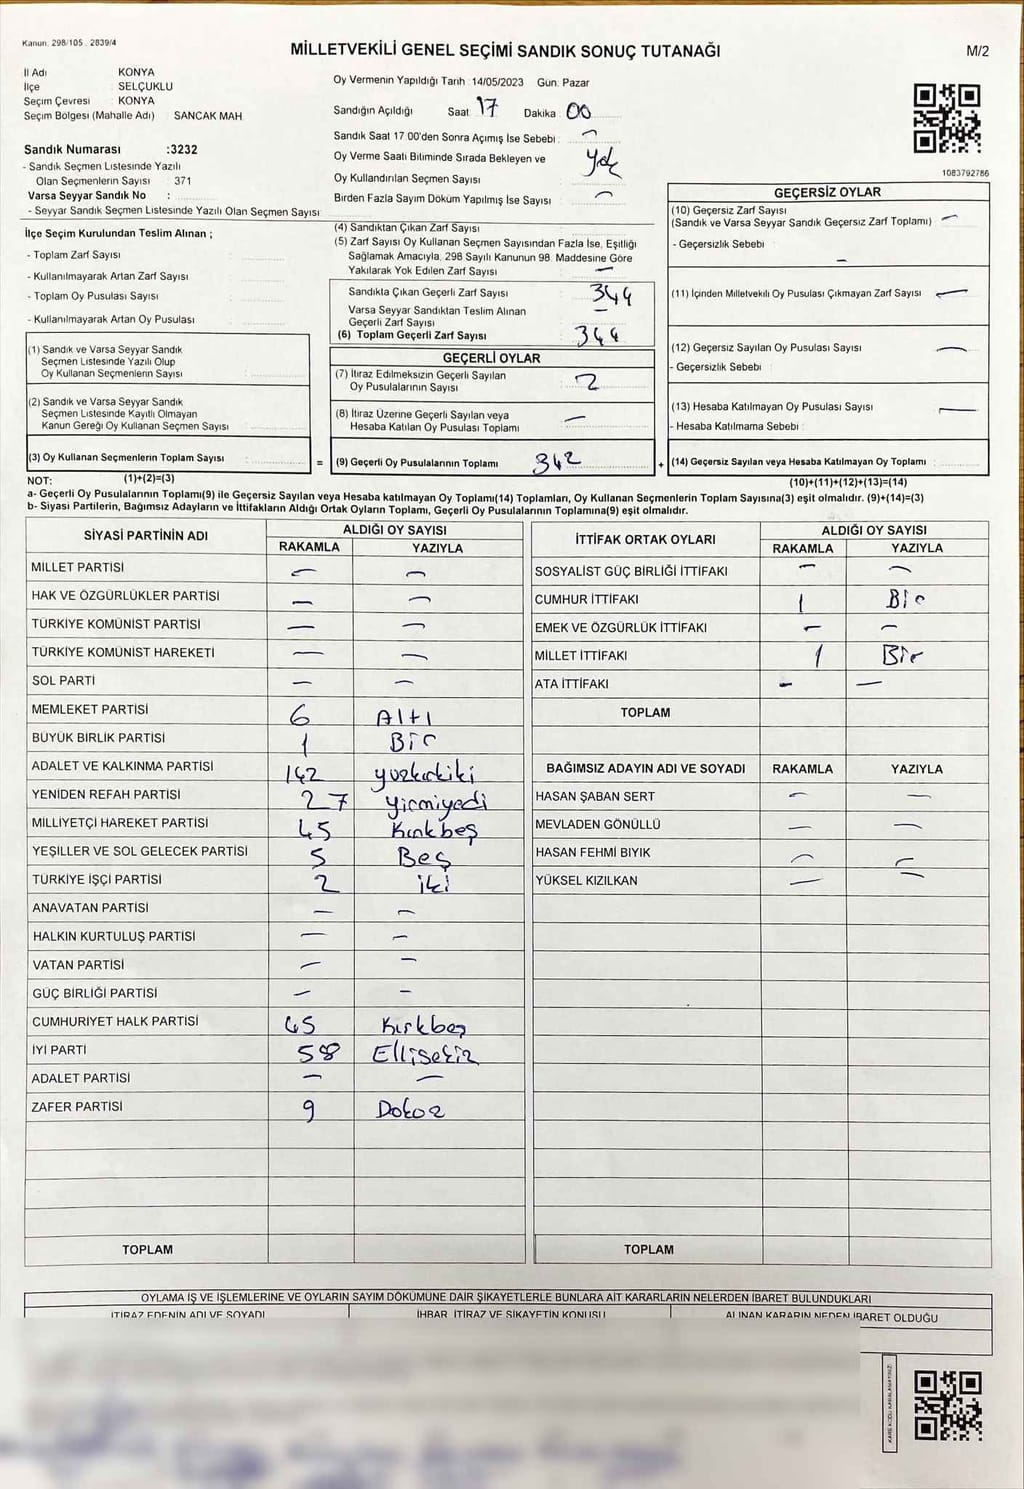 Kanun. 298/105 . 2839/4
MİLLETVEKİLİ GENEL SEÇİMİ SANDIK SONUÇ TUTANAĞI
M/2
İl Adı KONYA
İlçe : SELÇUKLU
Seçim Çevresi : KONYA
Seçim Bölgesi (Mahalle Adı) SANCAK MAH
Sandık Numarası :3232
- Sandık Seçmen Listesinde Yazılı
Olan Seçmenlerin Sayısı : 371
Varsa Seyyar Sandık No :
- Seyyar Sandık Seçmen Listesinde Yazılı Olan Seçmen Sayısı
İlçe Seçim Kurulundan Teslim Alınan ;
- Toplam Zarf Sayısı
- Kullanılmayarak Artan Zarf Sayısı
- Toplam Oy Pusulası Sayısı
- Kullanılmayarak Artan Oy Pusulası
(1) Sandık ve Varsa Seyyar Sandık
Seçmen Listesinde Yazılı Olup
Oy Kullanan Seçmenlerin Sayısı
(2) Sandık ve Varsa Seyyar Sandık
Seçmen Listesinde Kayıtlı Olmayan
Kanun Gereği Oy Kullanan Seçmen Sayısı
(3) Oy Kullanan Seçmenlerin Toplam Sayısı
(1)+(2)=(3)
Oy Vermenin Yapıldığı Tarih : 14/05/2023 Gün: Pazar
Sandığın Açıldığı Saat 17 Dakika 00
Sandık Saat 17 00'den Sonra Açımış İse Sebebi : —
Oy Verme Saati Bitiminde Sırada Bekleyen ve
Oy Kullandırılan Seçmen Sayısı yok
Birden Fazla Sayım Döküm Yapılmış İse Sayısı —
(4) Sandıktan Çıkan Zarf Sayısı
(5) Zarf Sayısı Oy Kullanan Seçmen Sayısından Fazla İse, Eşitliği
Sağlamak Amacıyla, 298 Sayılı Kanunun 98. Maddesine Göre
Yakılarak Yok Edilen Zarf Sayısı —
Sandıkta Çıkan Geçerli Zarf Sayısı 344
Varsa Seyyar Sandıktan Teslim Alınan
Geçerli Zarf Sayısı —
(6) Toplam Geçerli Zarf Sayısı 344
GEÇERLİ OYLAR
(7) İtiraz Edilmeksizin Geçerli Sayılan
Oy Pusulalarının Sayısı 2
(8) İtiraz Üzerine Geçerli Sayılan veya
Hesaba Katılan Oy Pusulası Toplamı —
= (9) Geçerli Oy Pusulalarının Toplamı 342 +
1083792786
GEÇERSİZ OYLAR
(10) Geçersiz Zarf Sayısı
(Sandık ve Varsa Seyyar Sandık Geçersiz Zarf Toplamı) —
- Geçersizlik Sebebi —
(11) İçinden Milletvekili Oy Pusulası Çıkmayan Zarf Sayısı —
(12) Geçersiz Sayılan Oy Pusulası Sayısı —
- Geçersizlik Sebebi :
(13) Hesaba Katılmayan Oy Pusulası Sayısı —
- Hesaba Katılmama Sebebi :
(14) Geçersiz Sayılan veya Hesaba Katılmayan Oy Toplamı :
(10)+(11)+(12)+(13)=(14)
NOT:
a- Geçerli Oy Pusulalarının Toplamı(9) ile Geçersiz Sayılan veya Hesaba katılmayan Oy Toplamı(14) Toplamları, Oy Kullanan Seçmenlerin Toplam Sayısına(3) eşit olmalıdır. (9)+(14)=(3)
b- Siyasi Partilerin, Bağımsız Adayların ve İttifakların Aldığı Ortak Oyların Toplamı, Geçerli Oy Pusulalarının Toplamına(9) eşit olmalıdır.
SİYASİ PARTİNİN ADI ALDIĞI OY SAYISI
RAKAMLA YAZIYLA
MİLLET PARTİSİ — —
HAK VE ÖZGÜRLÜKLER PARTİSİ — —
TÜRKİYE KOMÜNİST PARTİSİ — —
TÜRKİYE KOMÜNİST HAREKETİ — —
SOL PARTİ — —
MEMLEKET PARTİSİ 6 Altı
BÜYÜK BİRLİK PARTİSİ 1 Bir
ADALET VE KALKINMA PARTİSİ 142 yüzkırkiki
YENİDEN REFAH PARTİSİ 27 yirmiyedi
MİLLİYETÇİ HAREKET PARTİSİ 45 Kırkbeş
YEŞİLLER VE SOL GELECEK PARTİSİ 5 Beş
TÜRKİYE İŞÇİ PARTİSİ 2 iki
ANAVATAN PARTİSİ — —
HALKIN KURTULUŞ PARTİSİ — —
VATAN PARTİSİ — —
GÜÇ BİRLİĞİ PARTİSİ — —
CUMHURİYET HALK PARTİSİ 45 Kırkbeş
İYİ PARTİ 58 Ellisekiz
ADALET PARTİSİ — —
ZAFER PARTİSİ 9 Dokoz
TOPLAM
İTTİFAK ORTAK OYLARI ALDIĞI OY SAYISI
RAKAMLA YAZIYLA
SOSYALİST GÜÇ BİRLİĞİ İTTİFAKI — —
CUMHUR İTTİFAKI 1 Bir
EMEK VE ÖZGÜRLÜK İTTİFAKI — —
MİLLET İTTİFAKI 1 Bir
ATA İTTİFAKI — —
TOPLAM
BAĞIMSIZ ADAYIN ADI VE SOYADI RAKAMLA YAZIYLA
HASAN ŞABAN SERT — —
MEVLADEN GÖNÜLLÜ — —
HASAN FEHMİ BIYIK — —
YÜKSEL KIZILKAN — —
TOPLAM
OYLAMA İŞ VE İŞLEMLERİNE VE OYLARIN SAYIM DÖKÜMÜNE DAİR ŞİKAYETLERLE BUNLARA AİT KARARLARIN NELERDEN İBARET BULUNDUKLARI
İTİRAZ EDENİN ADI VE SOYADI İHBAR, İTİRAZ VE ŞİKAYETİN KONUSU ALINAN KARARIN NEDEN İBARET OLDUĞU